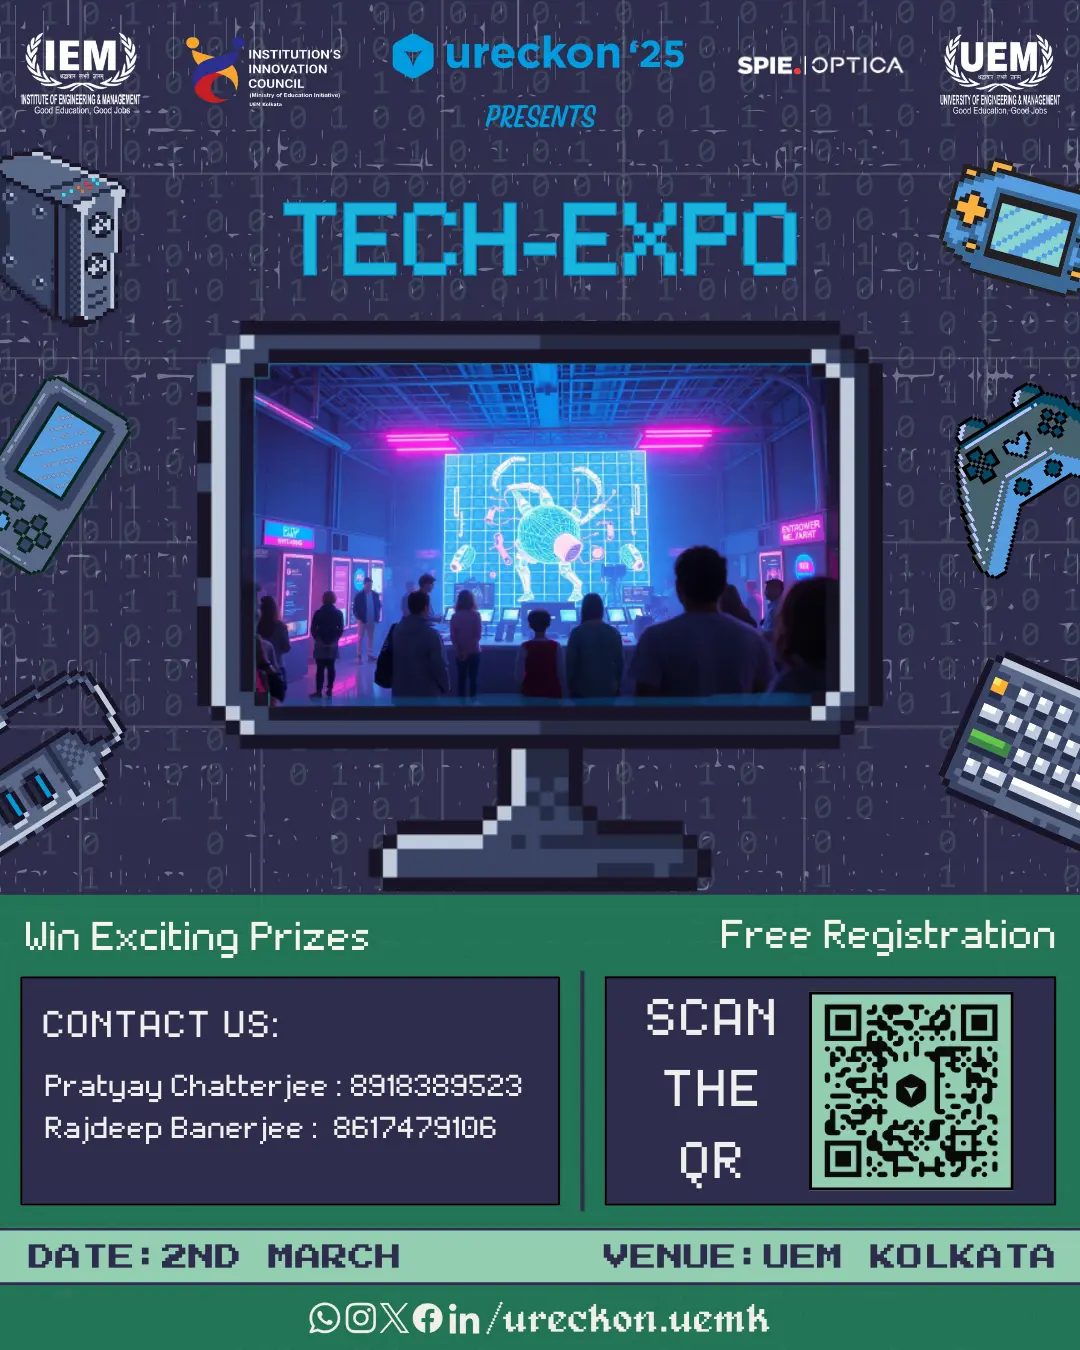 IEM
INSTITUTE OF ENGINEERING & MANAGEMENT
Good Education, Good Jobs
INSTITUTION'S
INNOVATION
COUNCIL
(Ministry of Education Initiative)
UEM Kolkata
ureckon '25
PRESENTS
SPIE. OPTICA
UEM
UNIVERSITY OF ENGINEERING & MANAGEMENT
Good Education, Good Jobs
TECH-EXPO
Win Exciting Prizes
Free Registration
CONTACT US:
Pratyay Chatterjee : 8918389523
Rajdeep Banerjee : 8617479106
SCAN
THE
QR
DATE:2ND MARCH
VENUE:UEM KOLKATA
/ureckon.uemk